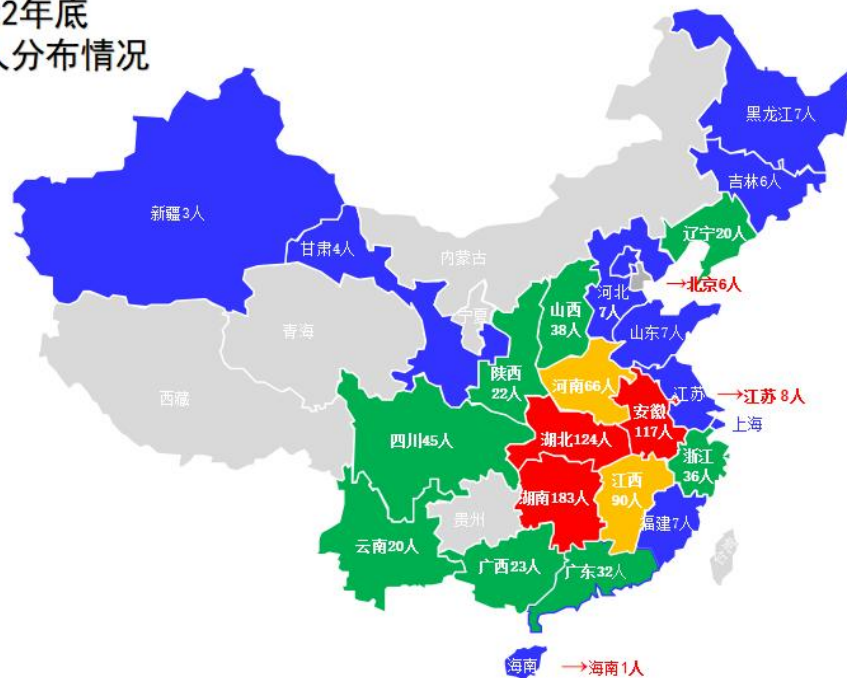 2年底
人分布情况
黑龙江7人
吉林6人
辽宁20人
新疆3人
甘肃4人
内蒙古
河北
7人
→北京6人
宁夏
山西
38人
山东7人
青海
陕西
22人
河南66人
江苏
→江苏 8人
西藏
安徽
117人
上海
四川45人
湖北124人
浙江
36人
湖南183人
江西
90人
贵州
福建7人
云南20人
广西23人
广东32人
台湾
海南
→海南1人